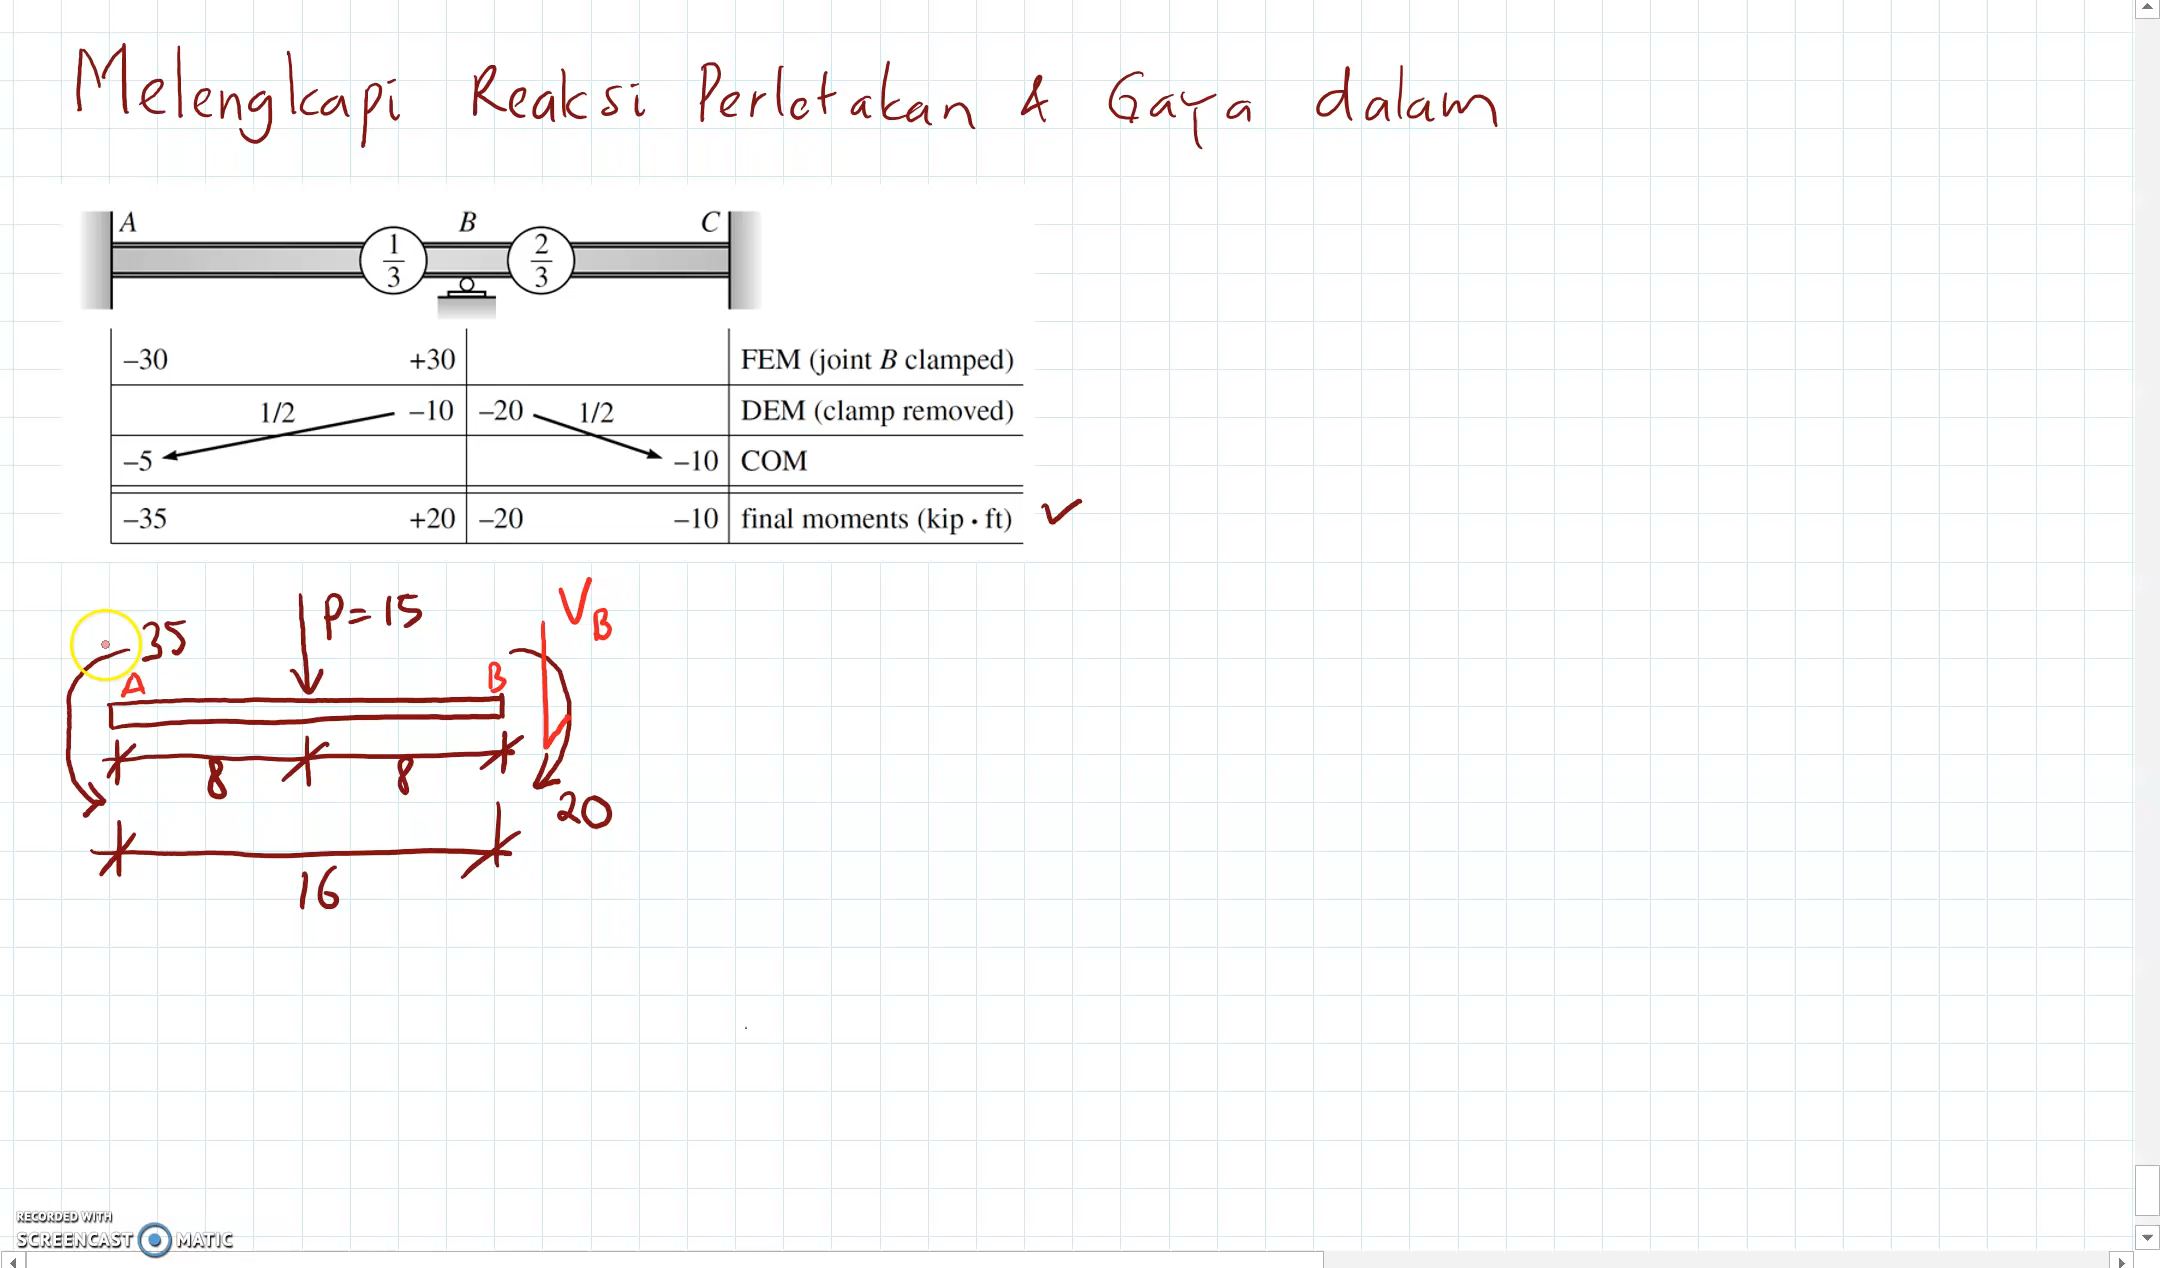 Melengkapi Reaksi Perletakan & Gaya dalam
A B C
1/3 2/3
–30 +30 FEM (joint B clamped)
1/2 –10 –20 1/2 DEM (clamp removed)
–5 –10 COM
–35 +20 –20 –10 final moments (kip • ft) ✓
35 P=15 VB
A B
8 8
20
16
RECORDED WITH
SCREENCAST MATIC